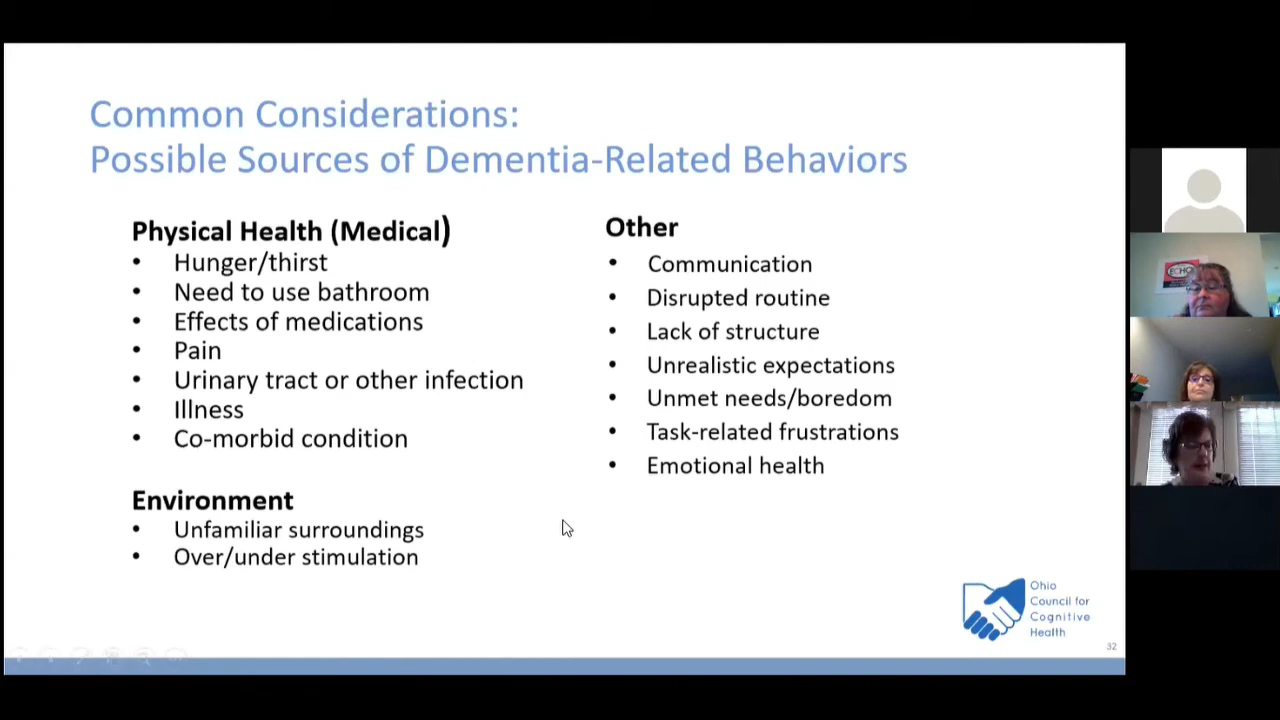 Common Considerations:
Possible Sources of Dementia-Related Behaviors
Physical Health (Medical)
• Hunger/thirst
• Need to use bathroom
• Effects of medications
• Pain
• Urinary tract or other infection
• Illness
• Co-morbid condition
Environment
• Unfamiliar surroundings
• Over/under stimulation
Other
• Communication
• Disrupted routine
• Lack of structure
• Unrealistic expectations
• Unmet needs/boredom
• Task-related frustrations
• Emotional health
Ohio
Council for
Cognitive
Health
32
ECHO